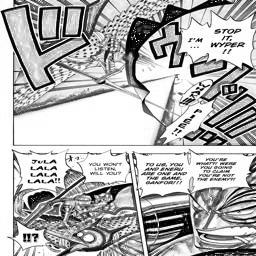 ド
STOP
IT,
WYPER
!!
I'M
...
JuLA
LALA
LALA
LALA!!
YOU WON'T
LISTEN,
WILL YOU?
TO US, YOU
AND ENERU
ARE ONE AND
THE SAME,
GANFOR!!!
YOU'RE
WHAT!! WERE
YOU GOING
TO CLAIM
YOU'RE NOT
THE ENEMY!!
!!?